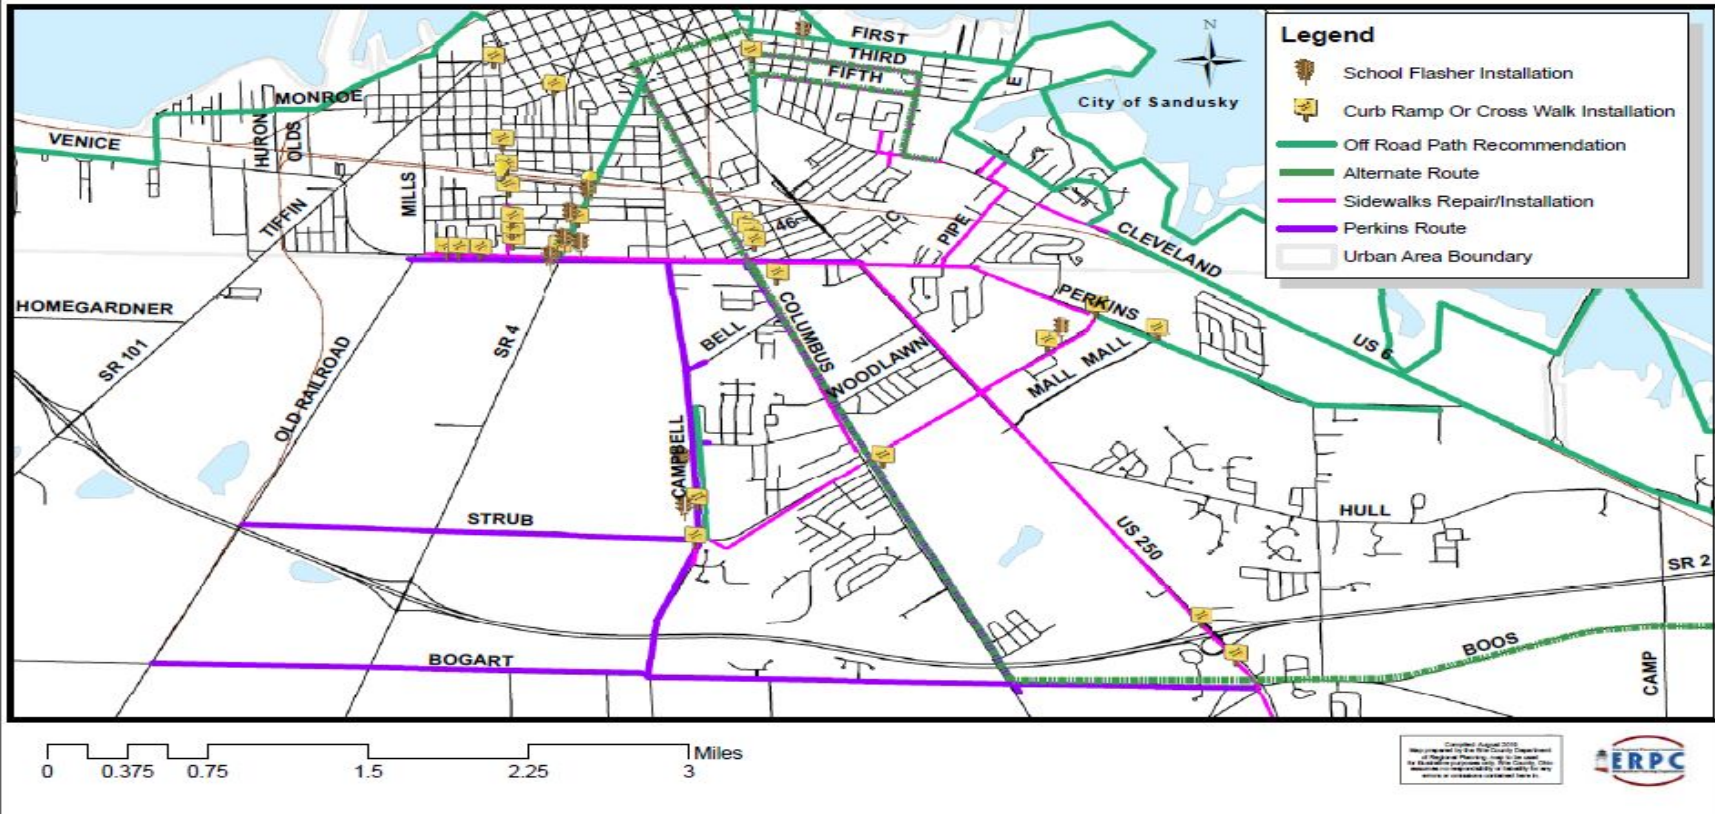 FIRST
THIRD
FIFTH
E
N
City of Sandusky
Legend
School Flasher Installation
Curb Ramp Or Cross Walk Installation
Off Road Path Recommendation
Alternate Route
Sidewalks Repair/Installation
Perkins Route
Urban Area Boundary
MONROE
VENICE
HURON
OLDS
MILLS
TIFFIN
46
C
PIPE
CLEVELAND
HOMEGARDNER
SR 101
OLD RAILROAD
SR 4
BELL
COLUMBUS
WOODLAWN
PERKINS
MALL
MALL
US 6
CAMPBELL
STRUB
US 250
HULL
SR 2
BOGART
BOOS
CAMP
Miles
0 0.375 0.75 1.5 2.25 3
Compiled August 2010
ERPC